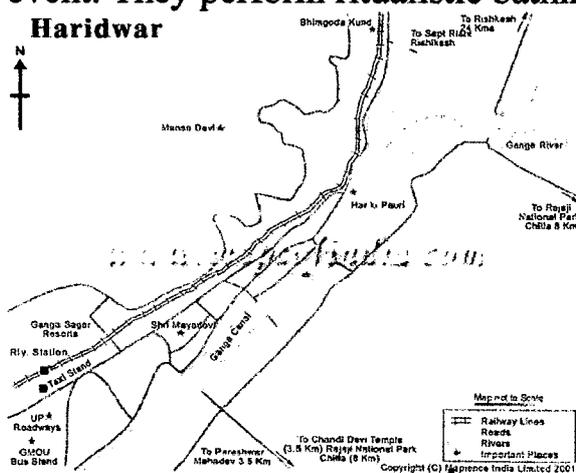 Haridwar
Bhimgoda Kund
To Rishikesh
24 Kms
To Sapt Rishi
Rishikesh
N
Mansa Devi
Ganga River
Har ki Pauri
To Rajaji
National Park
Chilla 8 Km
Ganga Sagar
Resorts
Shri Mayadevi
Ganga Canal
Rly. Station
Taxi Stand
UP
Roadways
GMOU
Bus Stand
To Pareshwar
Mahadev 3.5 Km
To Chandi Devi Temple
(3.5 Km) Rajaji National Park
Chilla (8 Km)
Map not to Scale
Railway Lines
Roads
Rivers
Important Places
Copyright (C) Mapsence India Limited 2001